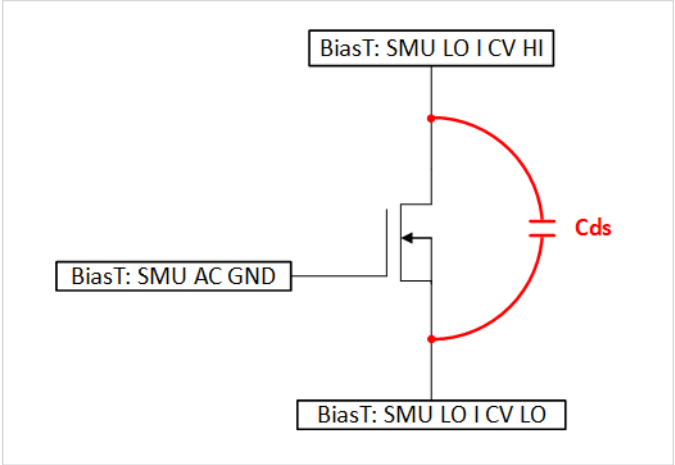 BiasT: SMU LO I CV HI
Cds
BiasT: SMU AC GND
BiasT: SMU LO I CV LO